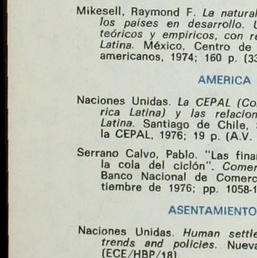 Mikesell, Raymond F. La natural
los países en desarrollo. U
teóricos y empíricos, con re
Latina. México, Centro de
americanos, 1974; 160 p. (33
AMERICA
Naciones Unidas. La CEPAL (Co
rica Latina) y las relacion
Latina. Santiago de Chile, S
la CEPAL, 1976; 19 p. (A.V.
Serrano Calvo, Pablo. "Las finan
la cola del ciclón". Comer
Banco Nacional de Comerc
tiembre de 1976; pp. 1058-1
ASENTAMIENTO
Naciones Unidas. Human settle
trends and policies. Nueva
(ECE/HBP/18)